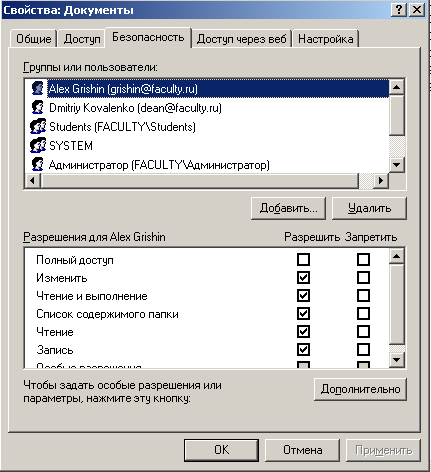 Свойства: Документы
Общие Доступ Безопасность Доступ через веб Настройка
Группы или пользователи:
Alex Grishin (grishin@faculty.ru)
Dmitriy Kovalenko (dean@faculty.ru)
Students (FACULTY\Students)
SYSTEM
Администратор (FACULTY\Администратор)
Добавить... Удалить
Разрешения для Alex Grishin Разрешить Запретить
Полный доступ
Изменить
Чтение и выполнение
Список содержимого папки
Чтение
Запись
Особые разрешения
Чтобы задать особые разрешения или
параметры, нажмите эту кнопку:
Дополнительно
OK Отмена Применить